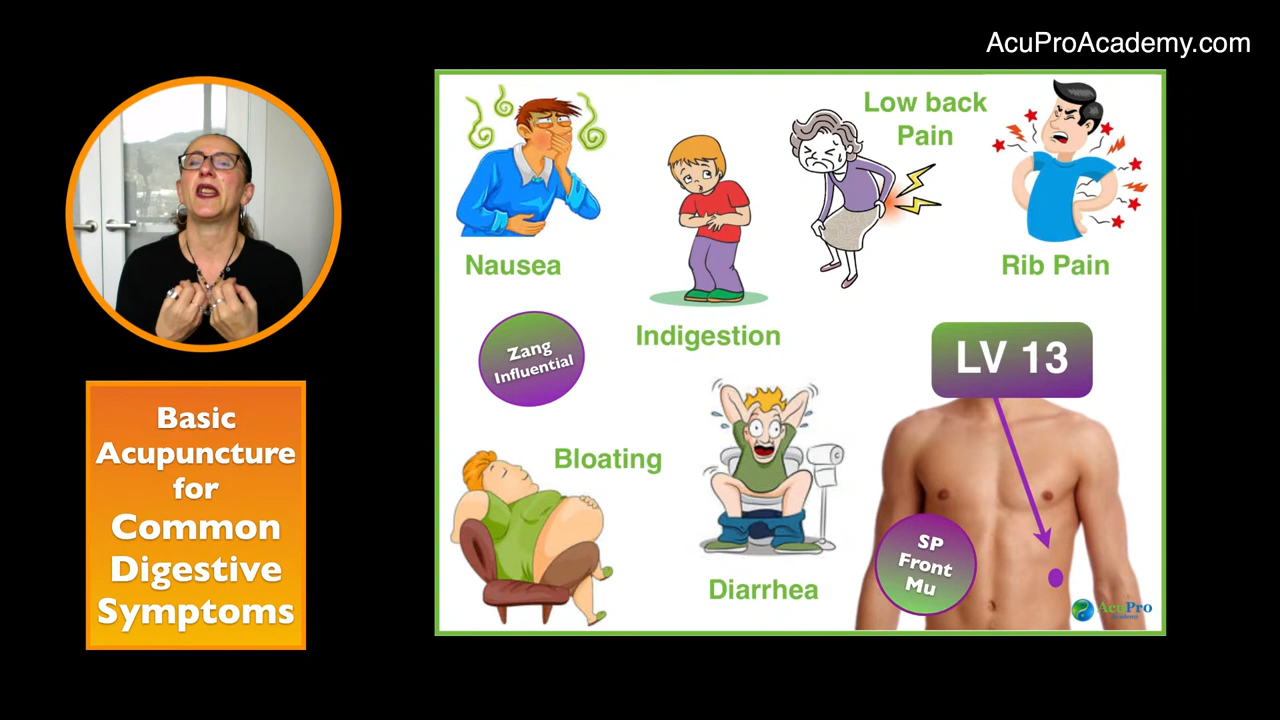 AcuProAcademy.com
Basic
Acupuncture
for
Common
Digestive
Symptoms
Nausea
Indigestion
Low back
Pain
Rib Pain
Zang
Influential
LV 13
Bloating
Diarrhea
SP
Front
Mu
AcuPro
Academy